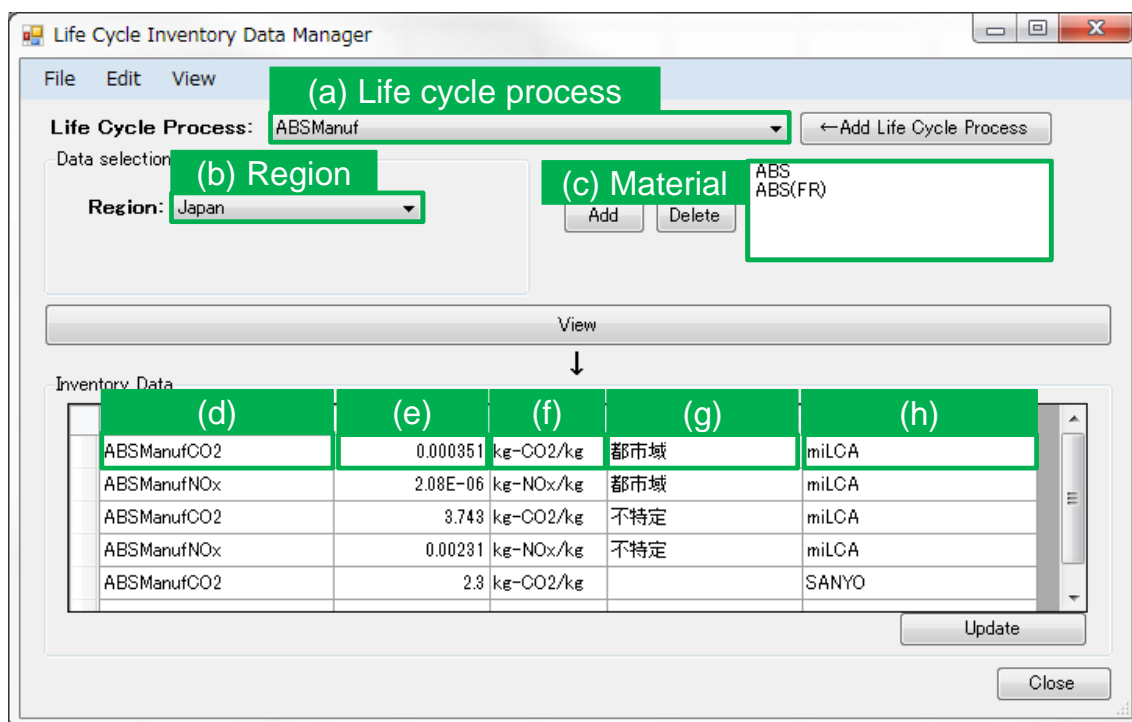 Life Cycle Inventory Data Manager
File Edit View
(a) Life cycle process
Life Cycle Process: ABSManuf ←Add Life Cycle Process
Data selection
(b) Region
(c) Material
ABS
ABS(FR)
Region: Japan
Add Delete
View
↓
Inventory Data
(d) (e) (f) (g) (h)
ABSManufCO2 0.000351 kg-CO2/kg 都市域 miLCA
ABSManufNOx 2.08E-06 kg-NOx/kg 都市域 miLCA
ABSManufCO2 3.743 kg-CO2/kg 不特定 miLCA
ABSManufNOx 0.00231 kg-NOx/kg 不特定 miLCA
ABSManufCO2 2.3 kg-CO2/kg SANYO
Update
Close